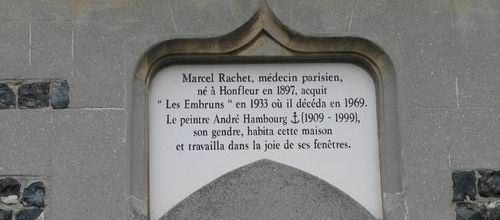 Marcel Rachet, médecin parisien,
né à Honfleur en 1897, acquit
“ Les Embruns ” en 1933 où il décéda en 1969.
Le peintre André Hambourg ⚓ (1909 - 1999),
son gendre, habita cette maison
et travailla dans la joie de ses fenêtres.